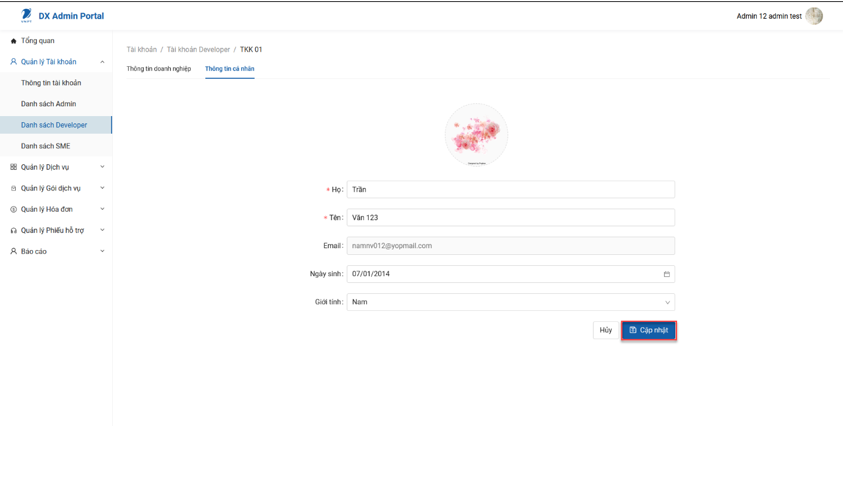 VNPT
DX Admin Portal
Admin 12 admin test
Tổng quan
Quản lý Tài khoản
Thông tin tài khoản
Danh sách Admin
Danh sách Developer
Danh sách SME
Quản lý Dịch vụ
Quản lý Gói dịch vụ
Quản lý Hóa đơn
Quản lý Phiếu hỗ trợ
Báo cáo
Tài khoản / Tài khoản Developer / TKK 01
Thông tin doanh nghiệp
Thông tin cá nhân
* Họ: Trần
* Tên: Văn 123
Email: namnv012@yopmail.com
Ngày sinh: 07/01/2014
Giới tính: Nam
Hủy
Cập nhật